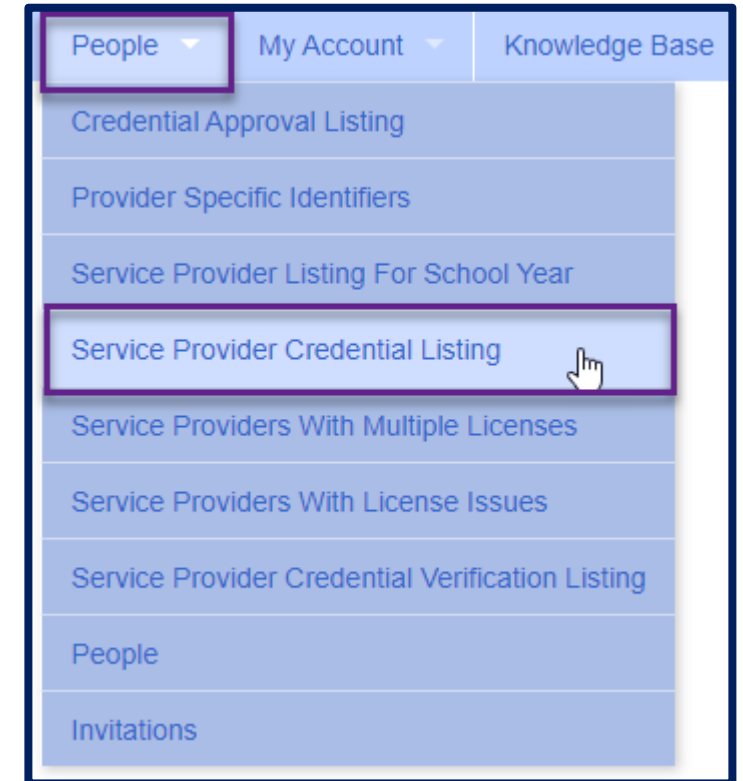 People My Account Knowledge Base
Credential Approval Listing
Provider Specific Identifiers
Service Provider Listing For School Year
Service Provider Credential Listing
Service Providers With Multiple Licenses
Service Providers With License Issues
Service Provider Credential Verification Listing
People
Invitations